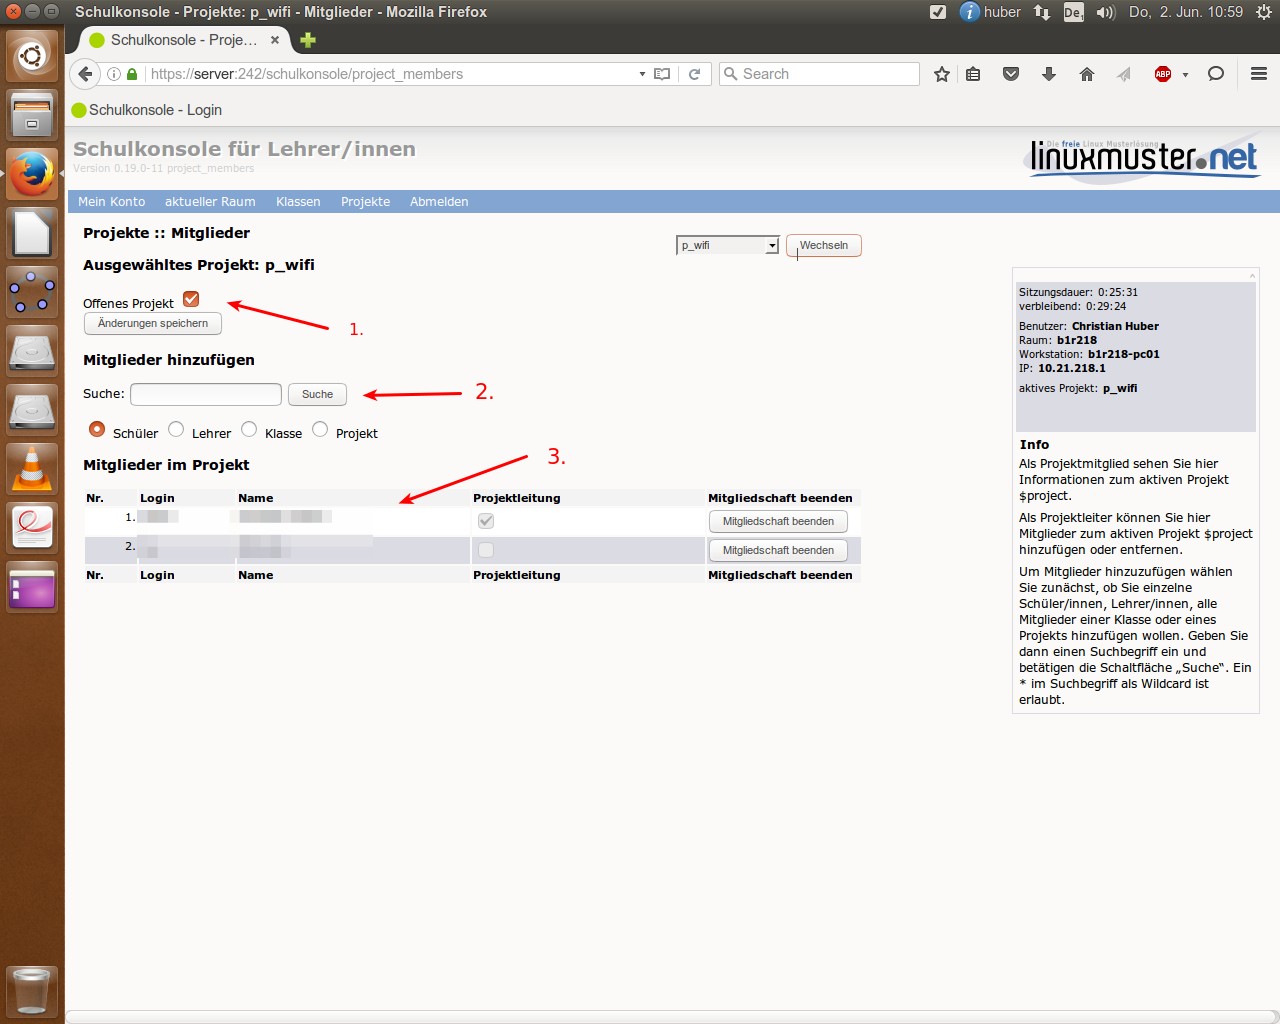 Schulkonsole - Projekte: p_wifi - Mitglieder - Mozilla Firefox
huber De1 Do, 2. Jun. 10:59
Schulkonsole - Proje…
https://server:242/schulkonsole/project_members Search ABP
Schulkonsole - Login
Schulkonsole für Lehrer/innen
Version 0.19.0-11 project_members
Die freie Linux Musterlösung
linuxmuster.net
Mein Konto aktueller Raum Klassen Projekte Abmelden
Projekte :: Mitglieder
p_wifi Wechseln
Ausgewähltes Projekt: p_wifi
Offenes Projekt
Änderungen speichern
1.
Mitglieder hinzufügen
Suche: Suche
2.
Schüler Lehrer Klasse Projekt
Mitglieder im Projekt
3.
Nr. Login Name Projektleitung Mitgliedschaft beenden
1. Mitgliedschaft beenden
2. Mitgliedschaft beenden
Nr. Login Name Projektleitung Mitgliedschaft beenden
Sitzungsdauer: 0:25:31
verbleibend: 0:29:24
Benutzer: Christian Huber
Raum: b1r218
Workstation: b1r218-pc01
IP: 10.21.218.1
aktives Projekt: p_wifi
Info
Als Projektmitglied sehen Sie hier
Informationen zum aktiven Projekt
$project.
Als Projektleiter können Sie hier
Mitglieder zum aktiven Projekt $project
hinzufügen oder entfernen.
Um Mitglieder hinzuzufügen wählen
Sie zunächst, ob Sie einzelne
Schüler/innen, Lehrer/innen, alle
Mitglieder einer Klasse oder eines
Projekts hinzufügen wollen. Geben Sie
dann einen Suchbegriff ein und
betätigen die Schaltfläche „Suche“. Ein
* im Suchbegriff als Wildcard ist
erlaubt.